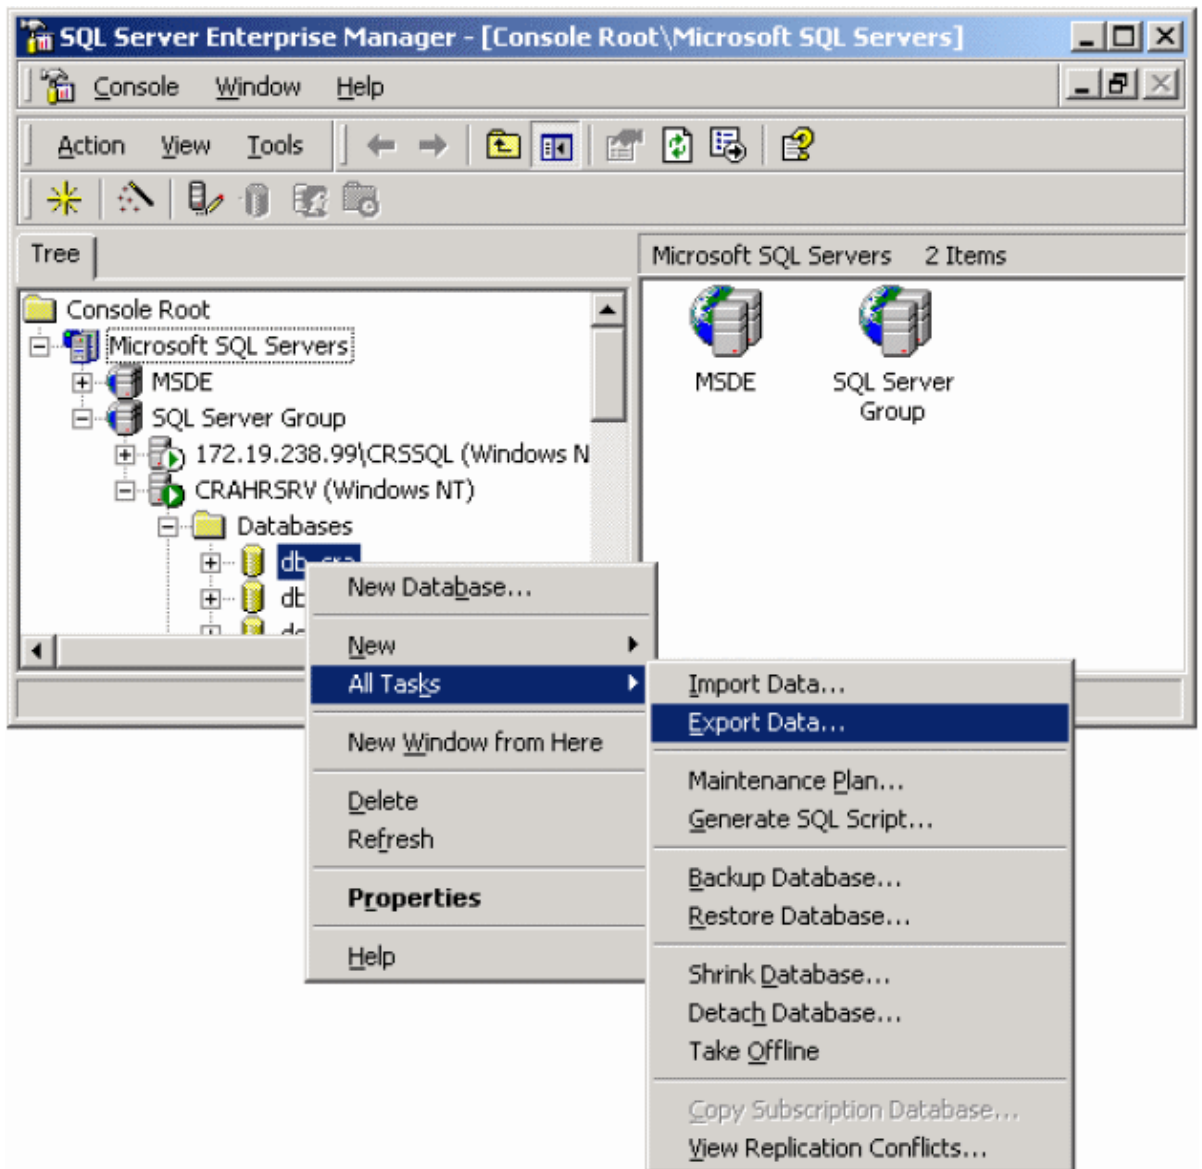 SQL Server Enterprise Manager - [Console Root\Microsoft SQL Servers]
Console Window Help
Action View Tools
Tree
Microsoft SQL Servers 2 Items
Console Root
Microsoft SQL Servers
MSDE
SQL Server Group
172.19.238.99\CRSSQL (Windows N
CRAHRSRV (Windows NT)
Databases
db_cra
MSDE
SQL Server
Group
New Database...
New
All Tasks
New Window from Here
Delete
Refresh
Properties
Help
Import Data...
Export Data...
Maintenance Plan...
Generate SQL Script...
Backup Database...
Restore Database...
Shrink Database...
Detach Database...
Take Offline
Copy Subscription Database...
View Replication Conflicts...